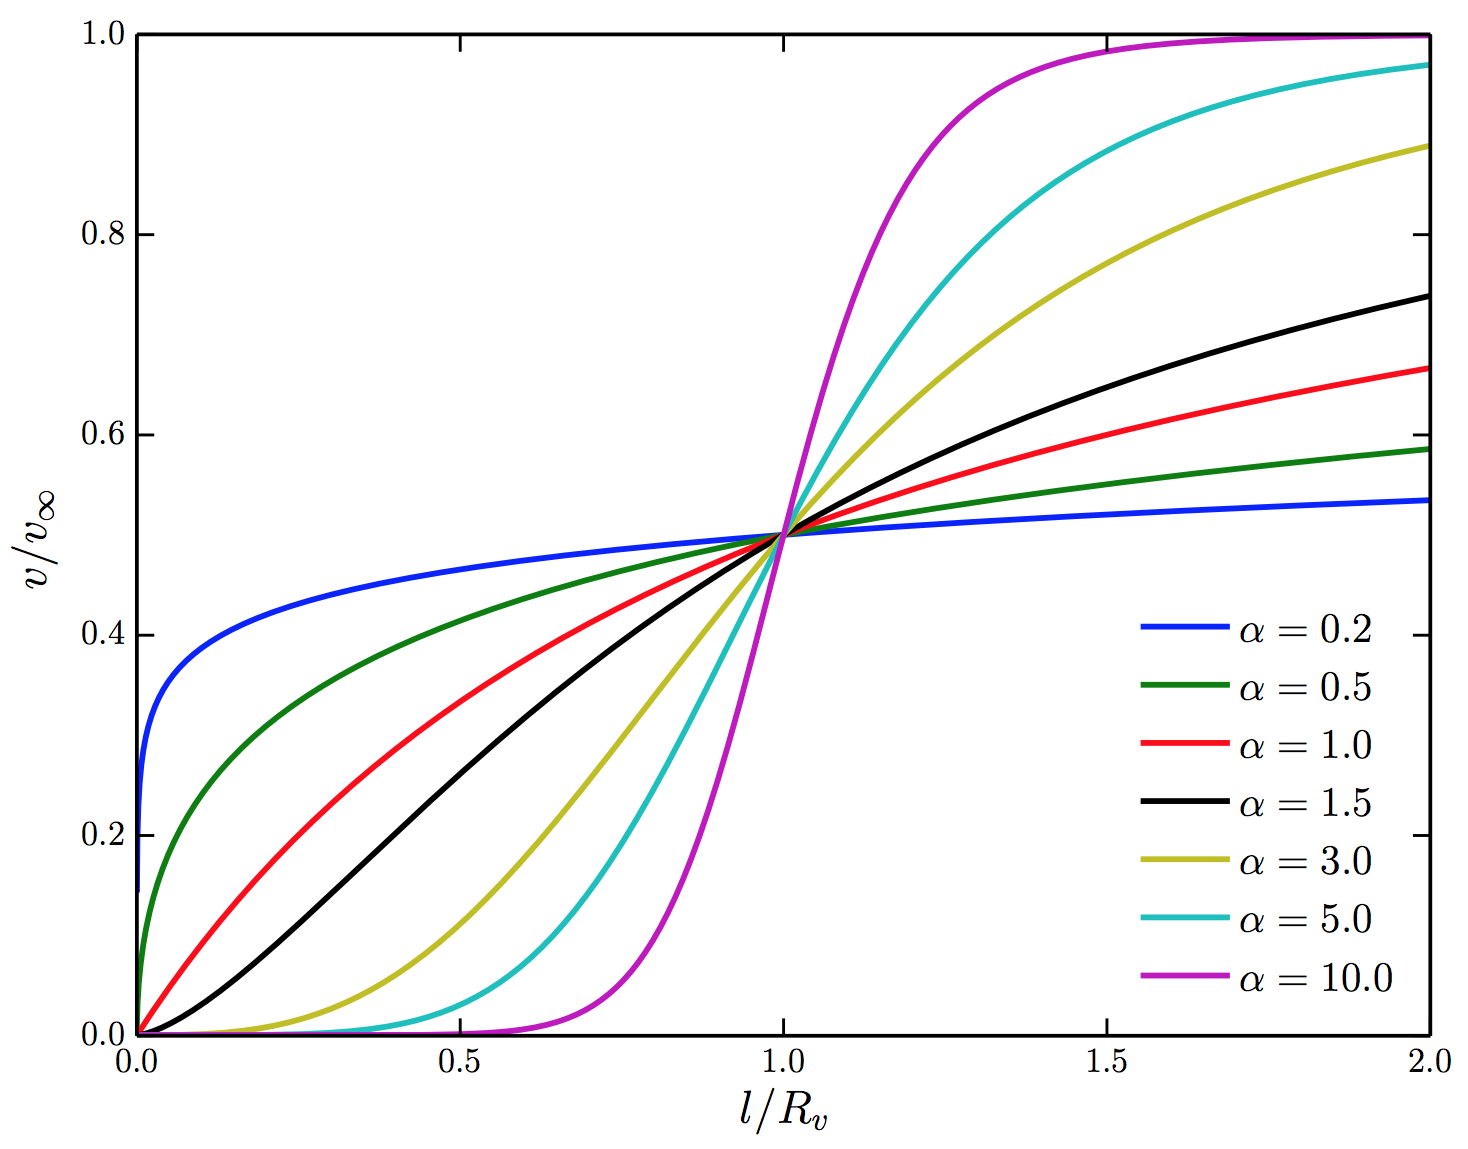 1.0
0.8
0.6
0.4
0.2
0.0
v/v∞
0.0 0.5 1.0 1.5 2.0
l/Rᵥ
α = 0.2
α = 0.5
α = 1.0
α = 1.5
α = 3.0
α = 5.0
α = 10.0